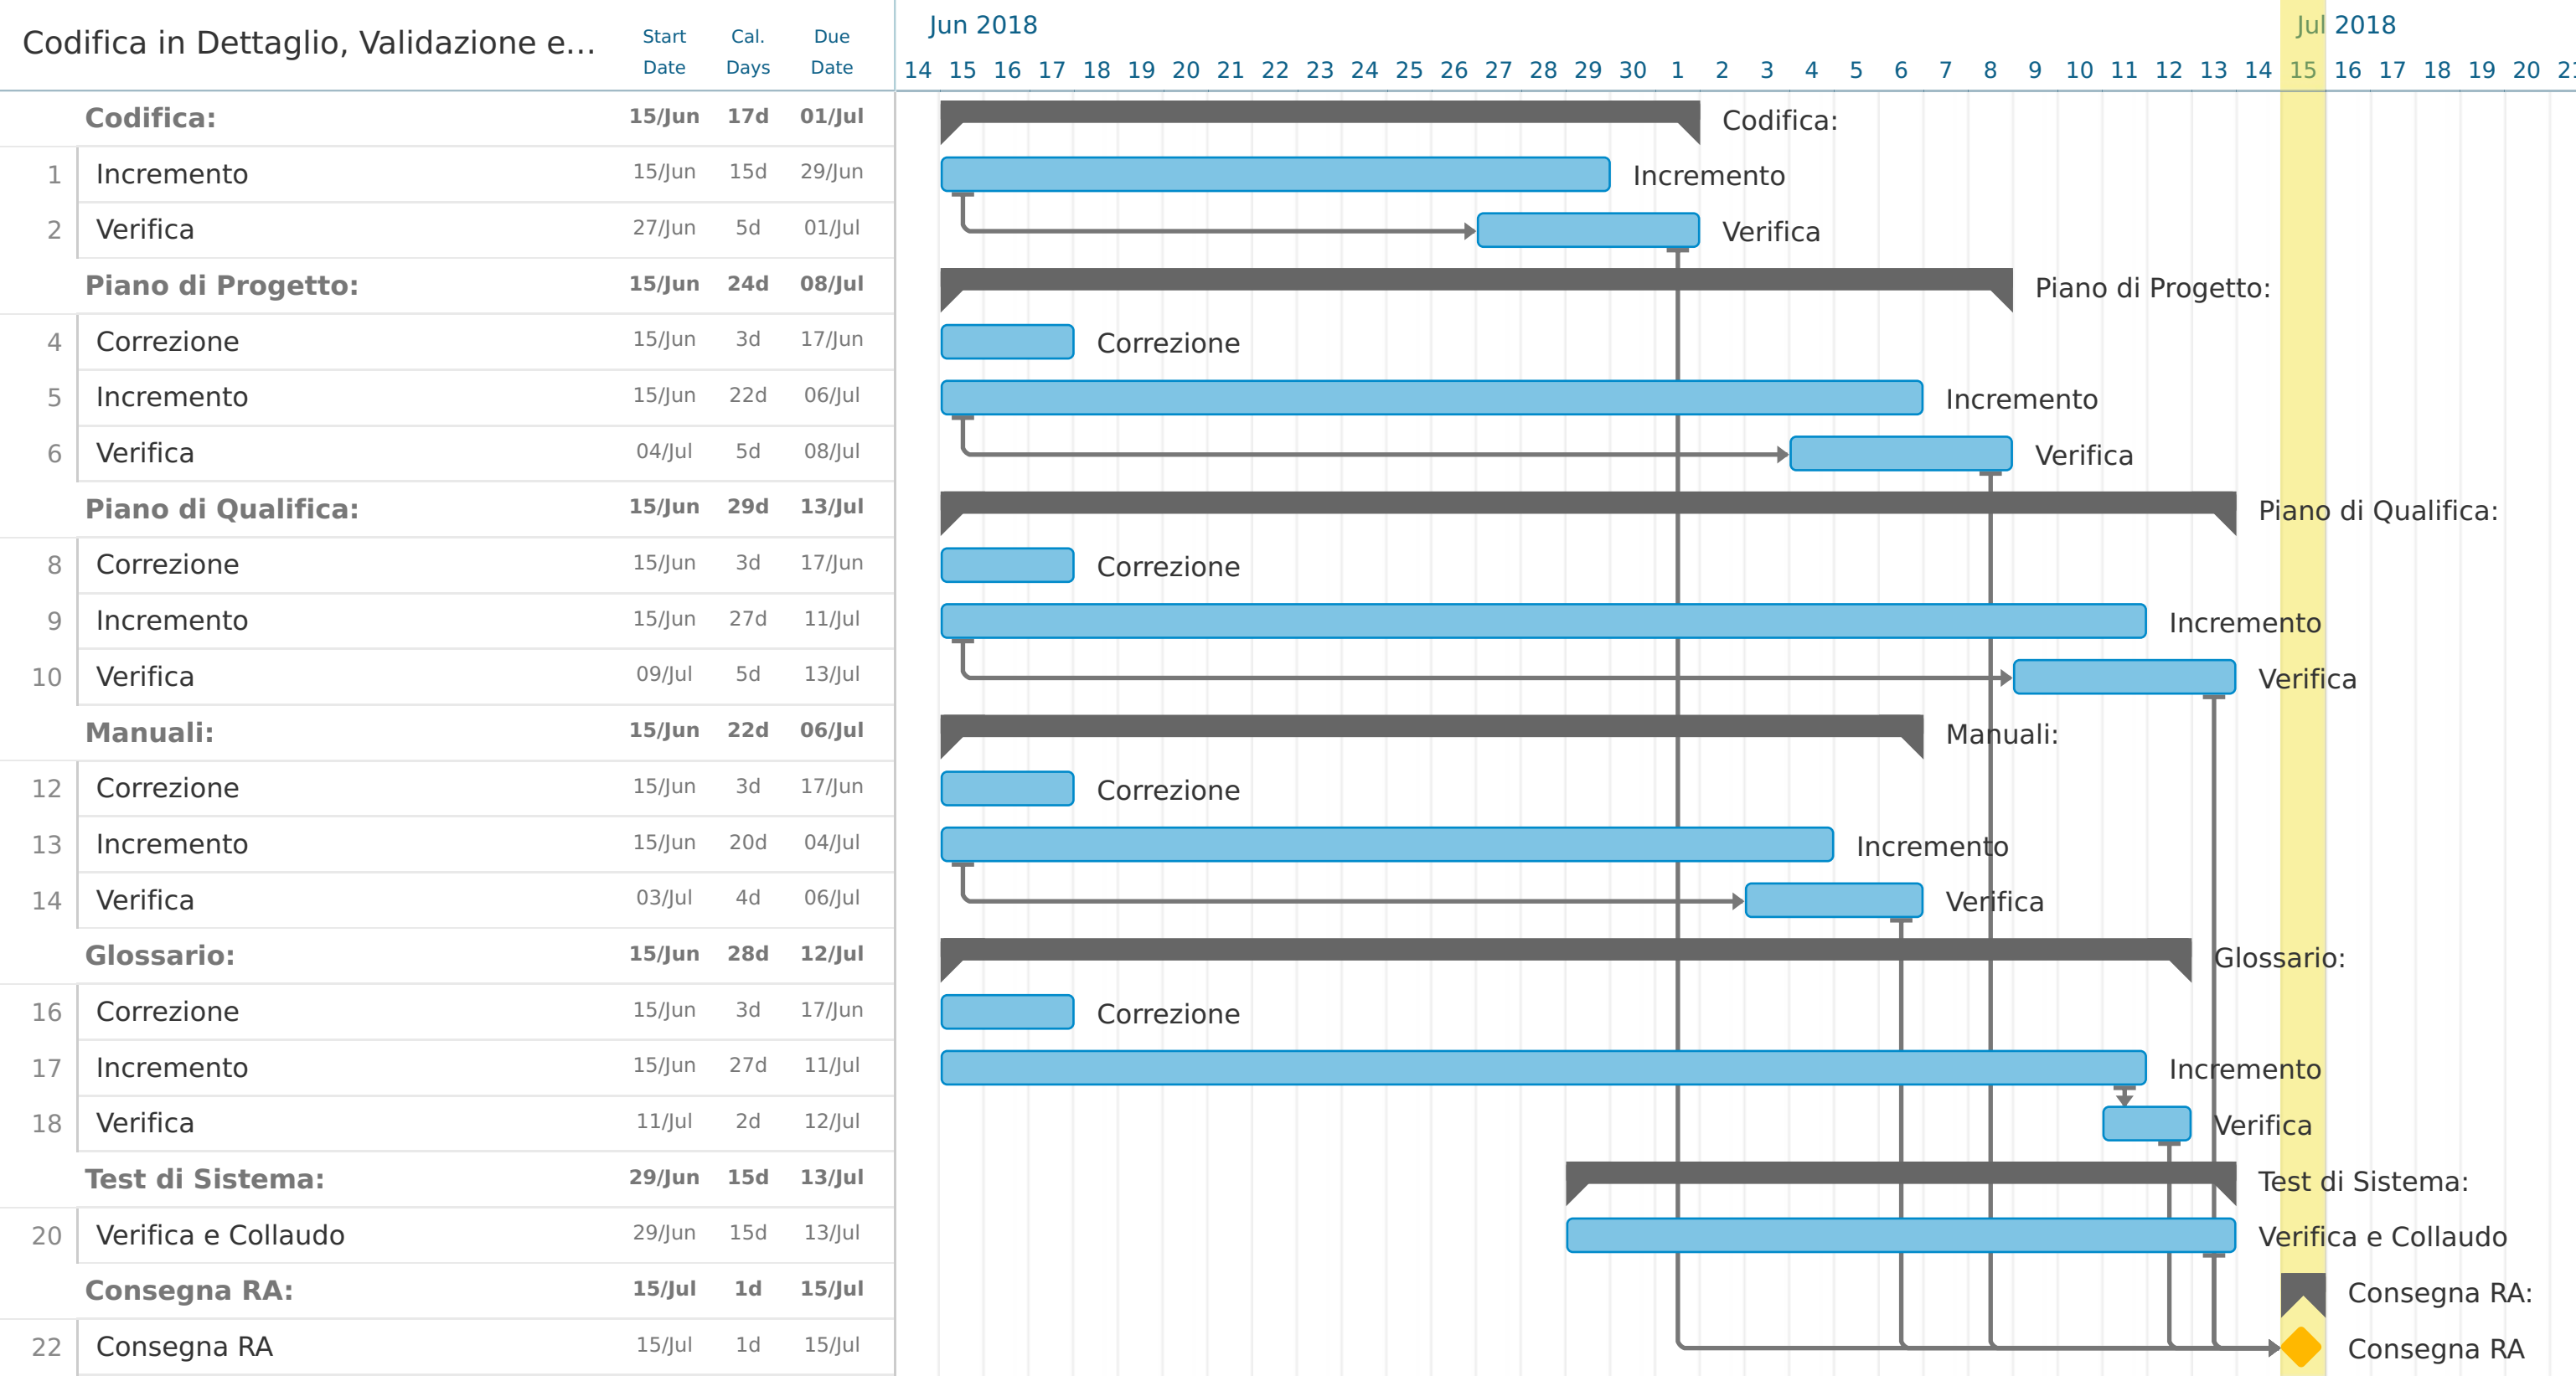 Codifica in Dettaglio, Validazione e...
Start Date Cal. Days Due Date
Jun 2018 Jul 2018
14 15 16 17 18 19 20 21 22 23 24 25 26 27 28 29 30 1 2 3 4 5 6 7 8 9 10 11 12 13 14 15 16 17 18 19 20
Codifica: 15/Jun 17d 01/Jul Codifica:
1 Incremento 15/Jun 15d 29/Jun Incremento
2 Verifica 27/Jun 5d 01/Jul Verifica
Piano di Progetto: 15/Jun 24d 08/Jul Piano di Progetto:
4 Correzione 15/Jun 3d 17/Jun Correzione
5 Incremento 15/Jun 22d 06/Jul Incremento
6 Verifica 04/Jul 5d 08/Jul Verifica
Piano di Qualifica: 15/Jun 29d 13/Jul Piano di Qualifica:
8 Correzione 15/Jun 3d 17/Jun Correzione
9 Incremento 15/Jun 27d 11/Jul Incremento
10 Verifica 09/Jul 5d 13/Jul Verifica
Manuali: 15/Jun 22d 06/Jul Manuali:
12 Correzione 15/Jun 3d 17/Jun Correzione
13 Incremento 15/Jun 20d 04/Jul Incremento
14 Verifica 03/Jul 4d 06/Jul Verifica
Glossario: 15/Jun 28d 12/Jul Glossario:
16 Correzione 15/Jun 3d 17/Jun Correzione
17 Incremento 15/Jun 27d 11/Jul Incremento
18 Verifica 11/Jul 2d 12/Jul Verifica
Test di Sistema: 29/Jun 15d 13/Jul Test di Sistema:
20 Verifica e Collaudo 29/Jun 15d 13/Jul Verifica e Collaudo
Consegna RA: 15/Jul 1d 15/Jul Consegna RA:
22 Consegna RA 15/Jul 1d 15/Jul Consegna RA